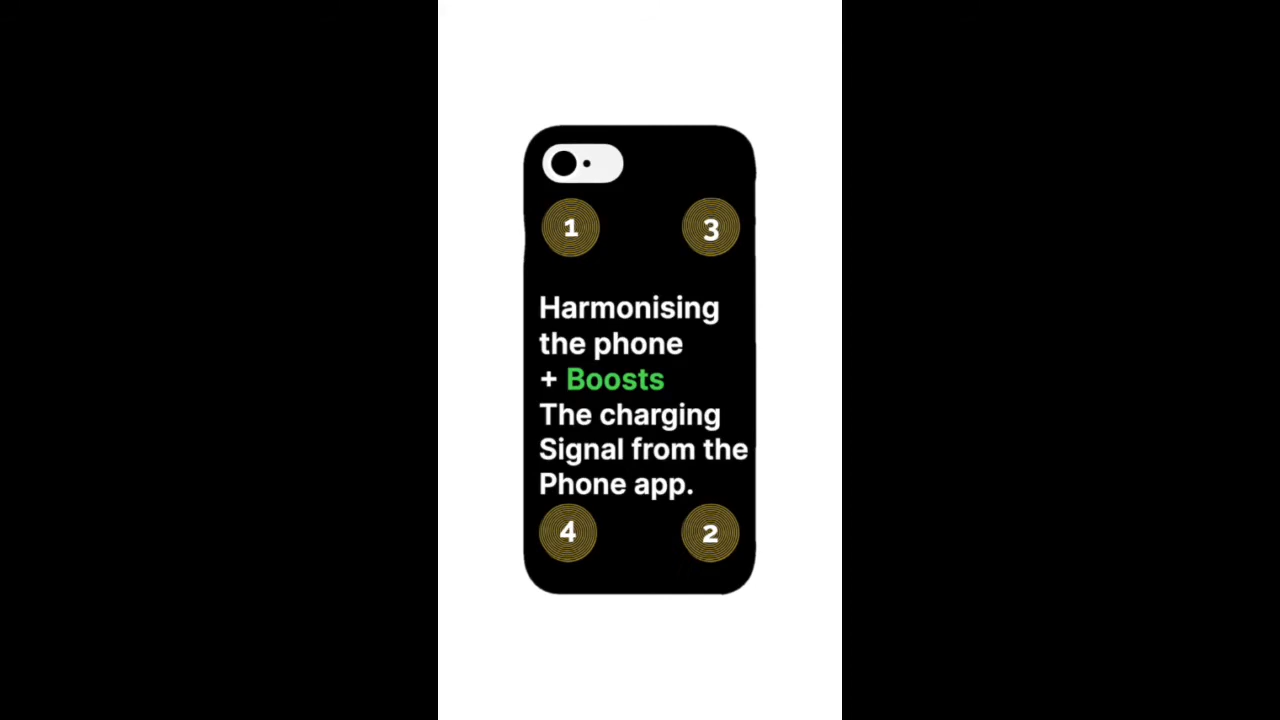 1
3
Harmonising
the phone
+ Boosts
The charging
Signal from the
Phone app.
4
2